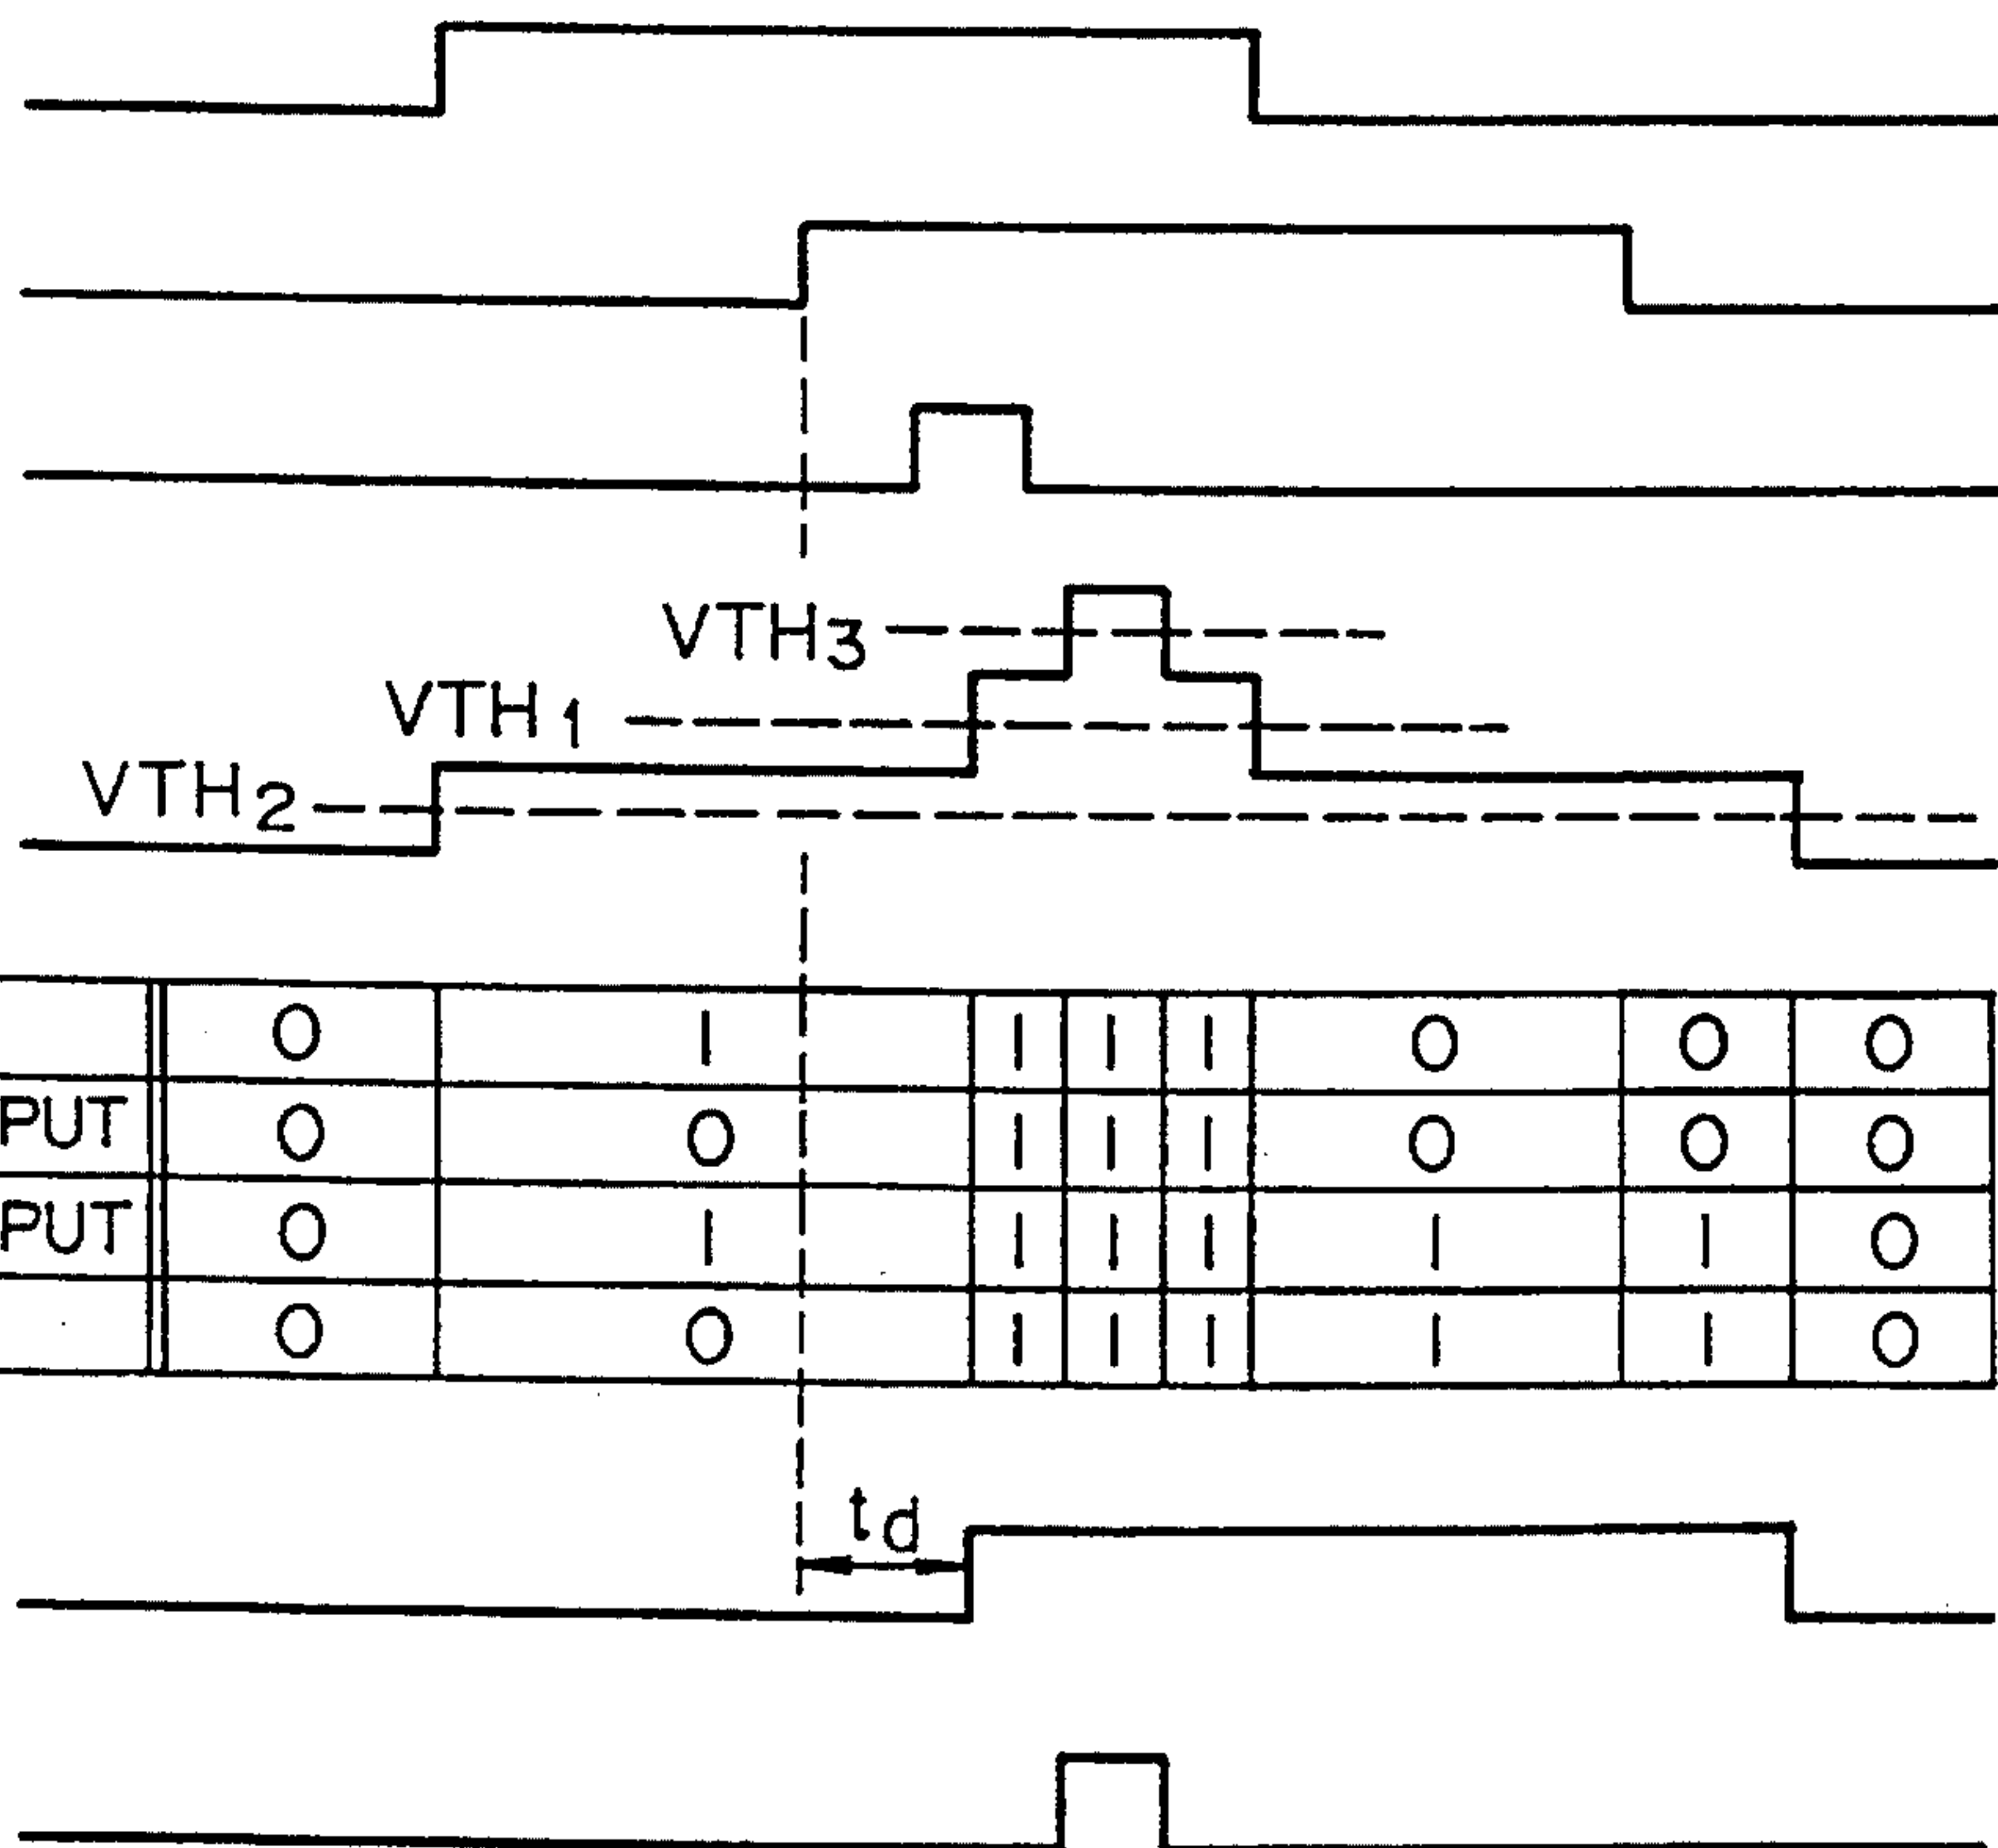 VTH3
VTH1
VTH2
0 1 1 1 1 0 0 0
PUT 0 0 1 1 1 0 0 0
PUT 0 1 1 1 1 1 1 0
0 0 1 1 1 1 1 0
td